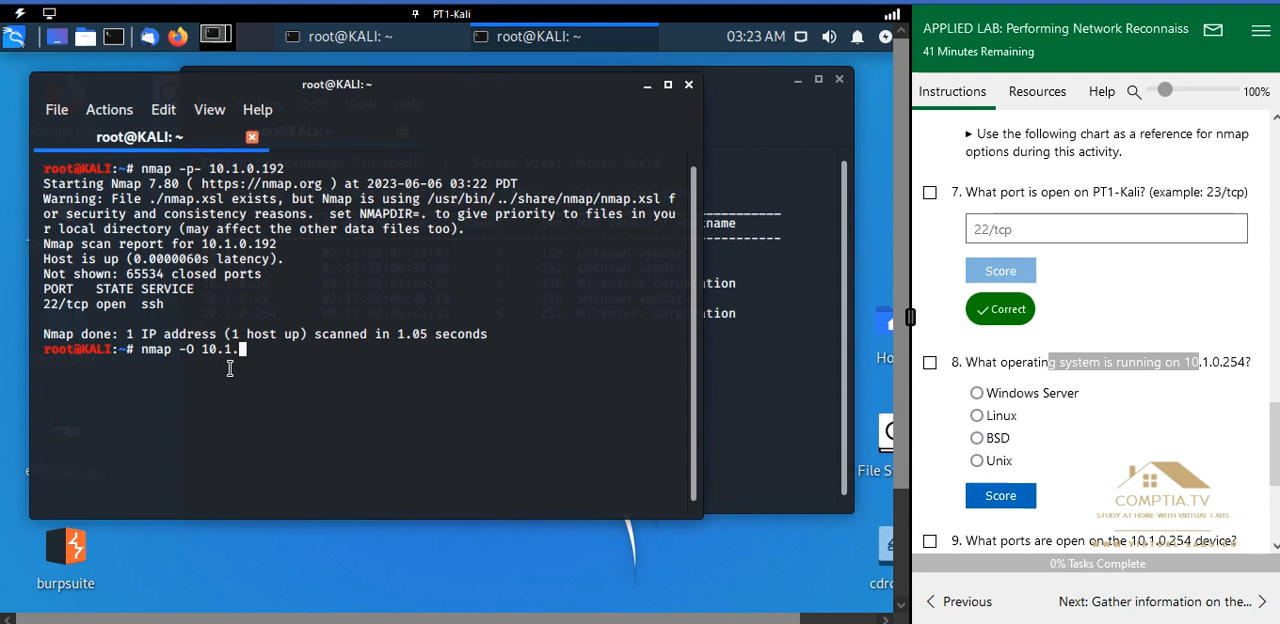 PT1-Kali
root@KALI: ~
root@KALI: ~
03:23 AM
root@KALI:~
File Actions Edit View Help
root@KALI: ~
root@KALI:~# nmap -p- 10.1.0.192
Starting Nmap 7.80 ( https://nmap.org ) at 2023-06-06 03:22 PDT
Warning: File ./nmap.xsl exists, but Nmap is using /usr/bin/../share/nmap/nmap.xsl f
or security and consistency reasons.  set NMAPDIR=. to give priority to files in you
r local directory (may affect the other data files too).
Nmap scan report for 10.1.0.192
Host is up (0.0000060s latency).
Not shown: 65534 closed ports
PORT   STATE SERVICE
22/tcp open  ssh
Nmap done: 1 IP address (1 host up) scanned in 1.05 seconds
root@KALI:~# nmap -O 10.1.
burpsuite
Ho
File Sy
cdro
APPLIED LAB: Performing Network Reconnaiss
41 Minutes Remaining
Instructions Resources Help 100%
Use the following chart as a reference for nmap
options during this activity.
7. What port is open on PT1-Kali? (example: 23/tcp)
22/tcp
Score
Correct
8. What operating system is running on 10.1.0.254?
Windows Server
Linux
BSD
Unix
Score
COMPTIA.TV
STUDY AT HOME WITH VIRTUAL LABS
9. What ports are open on the 10.1.0.254 device?
0% Tasks Complete
Previous
Next: Gather information on the...